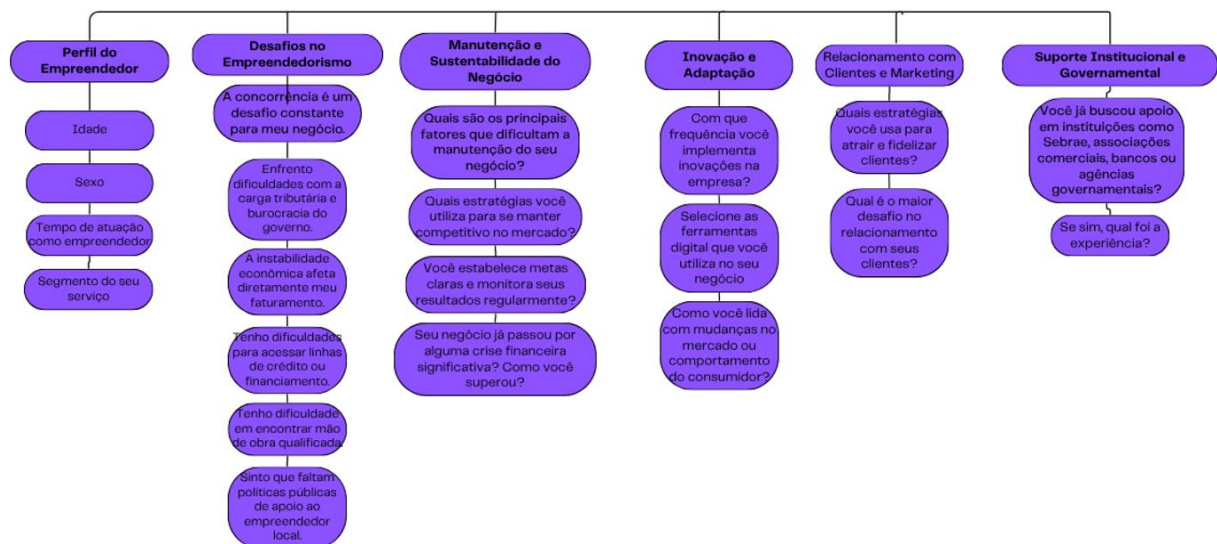 Perfil do
Empreendedor
Idade
Sexo
Tempo de atuação
como empreendedor
Segmento do seu
serviço
Desafios no
Empreendedorismo
A concorrência é um
desafio constante
para meu negócio.
Enfrento
dificuldades com a
carga tributária e
burocracia do
governo.
A instabilidade
econômica afeta
diretamente meu
faturamento.
Tenho dificuldades
para acessar linhas
de crédito ou
financiamento.
Tenho dificuldade
em encontrar mão
de obra qualificada.
Sinto que faltam
políticas públicas
de apoio ao
empreendedor
local.
Manutenção e
Sustentabilidade do
Negócio
Quais são os principais
fatores que dificultam a
manutenção do seu
negócio?
Quais estratégias você
utiliza para se manter
competitivo no mercado?
Você estabelece metas
claras e monitora seus
resultados regularmente?
Seu negócio já passou por
alguma crise financeira
significativa? Como você
superou?
Inovação e
Adaptação
Com que
frequência você
implementa
inovações na
empresa?
Selecione as
ferramentas
digital que você
utiliza no seu
negócio
Como você lida
com mudanças no
mercado ou
comportamento
do consumidor?
Relacionamento com
Clientes e Marketing
Quais estratégias
você usa para
atrair e fidelizar
clientes?
Qual é o maior
desafio no
relacionamento
com seus
clientes?
Suporte Institucional e
Governamental
Você já buscou apoio
em instituições como
Sebrae, associações
comerciais, bancos ou
agências
governamentais?
Se sim, qual foi a
experiência?